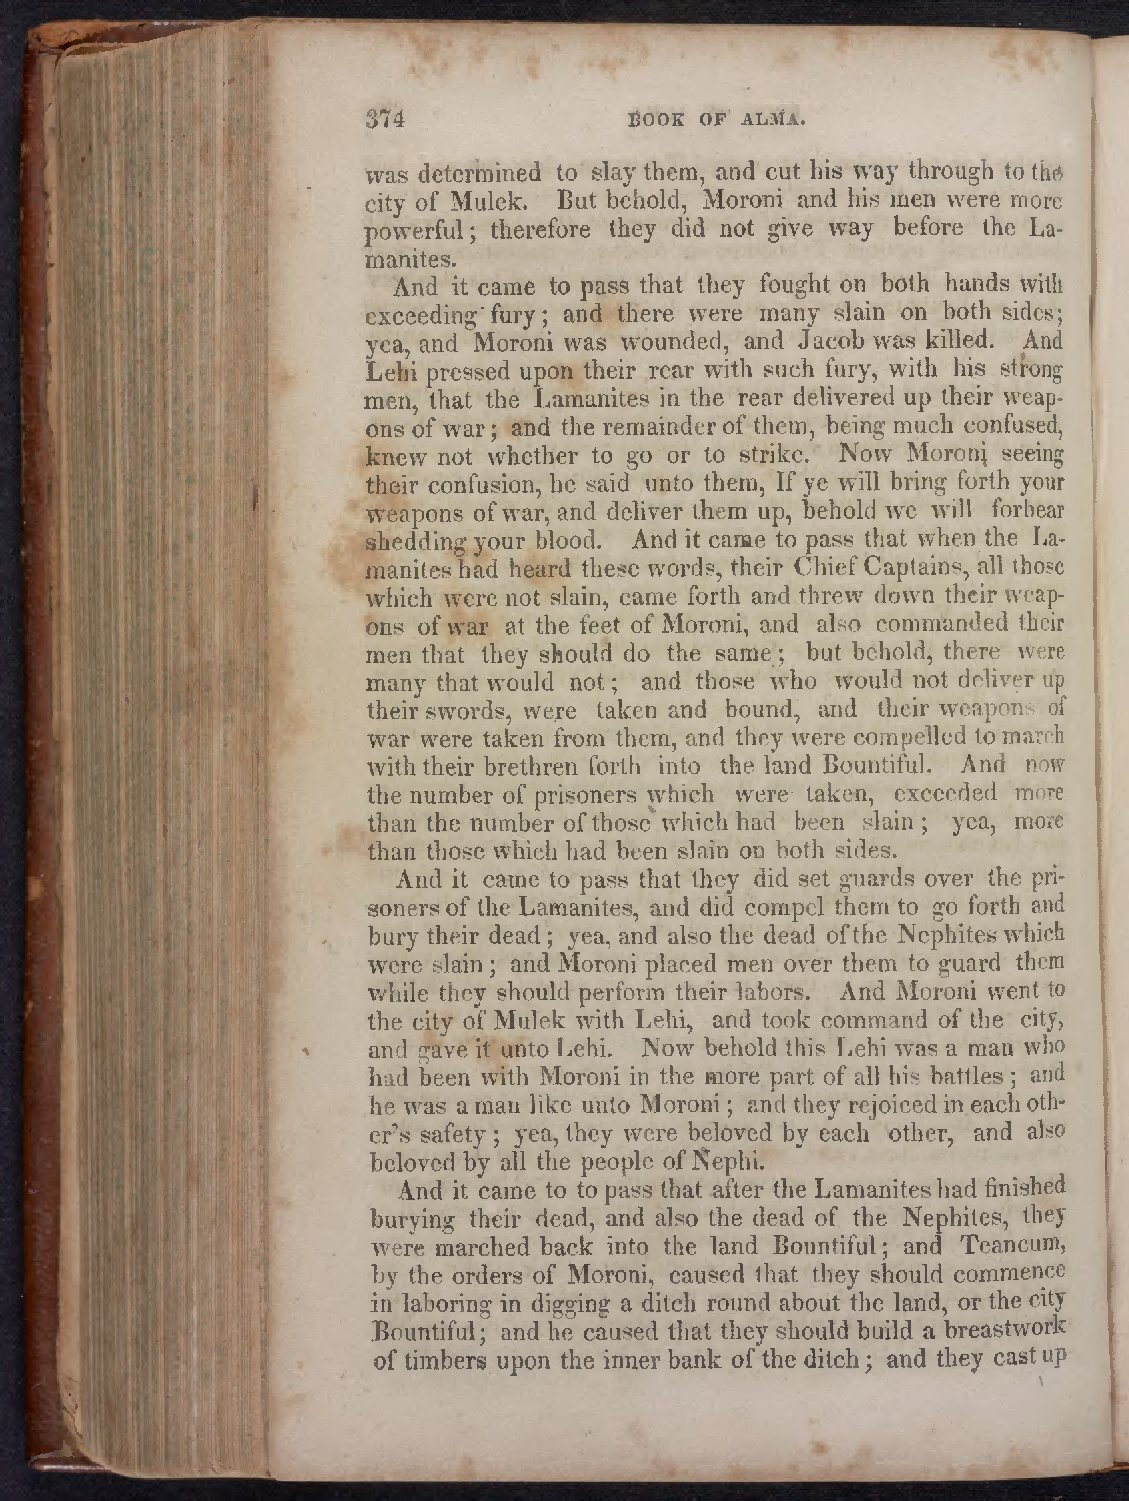 374 BOOK OF ALMA.
was determined to slay them, and cut his way through to the
city of Mulek. But behold, Moroni and his men were more
powerful; therefore they did not give way before the La-
manites.
And it came to pass that they fought on both hands with
exceeding fury; and there were many slain on both sides;
yea, and Moroni was wounded, and Jacob was killed. And
Lehi pressed upon their rear with such fury, with his strong
men, that the Lamanites in the rear delivered up their weap-
ons of war; and the remainder of them, being much confused,
knew not whether to go or to strike. Now Moroni seeing
their confusion, he said unto them, If ye will bring forth your
weapons of war, and deliver them up, behold we will forbear
shedding your blood. And it came to pass that when the La-
manites had heard these words, their Chief Captains, all those
which were not slain, came forth and threw down their weap-
ons of war at the feet of Moroni, and also commanded their
men that they should do the same; but behold, there were
many that would not; and those who would not deliver up
their swords, were taken and bound, and their weapons of
war were taken from them, and they were compelled to march
with their brethren forth into the land Bountiful. And now
the number of prisoners which were taken, exceeded more
than the number of those which had been slain; yea, more
than those which had been slain on both sides.
And it came to pass that they did set guards over the pri-
soners of the Lamanites, and did compel them to go forth and
bury their dead; yea, and also the dead of the Nephites which
were slain; and Moroni placed men over them to guard them
while they should perform their labors. And Moroni went to
the city of Mulek with Lehi, and took command of the city,
and gave it unto Lehi. Now behold this Lehi was a man who
had been with Moroni in the more part of all his battles; and
he was a man like unto Moroni; and they rejoiced in each oth-
er's safety; yea, they were beloved by each other, and also
beloved by all the people of Nephi.
And it came to to pass that after the Lamanites had finished
burying their dead, and also the dead of the Nephites, they
were marched back into the land Bountiful; and Teancum,
by the orders of Moroni, caused that they should commence
in laboring in digging a ditch round about the land, or the city
Bountiful; and he caused that they should build a breastwork
of timbers upon the inner bank of the ditch; and they cast up